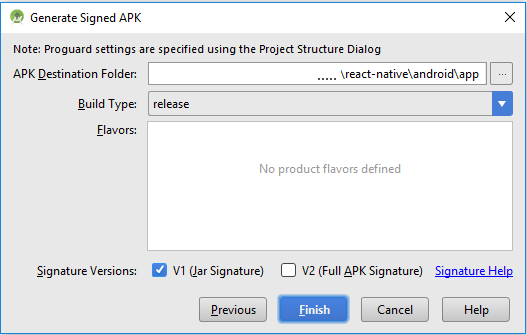 Generate Signed APK
Note: Proguard settings are specified using the Project Structure Dialog
APK Destination Folder: ..... \react-native\android\app ...
Build Type: release
Flavors:
No product flavors defined
Signature Versions: V1 (Jar Signature) V2 (Full APK Signature) Signature Help
Previous Finish Cancel Help